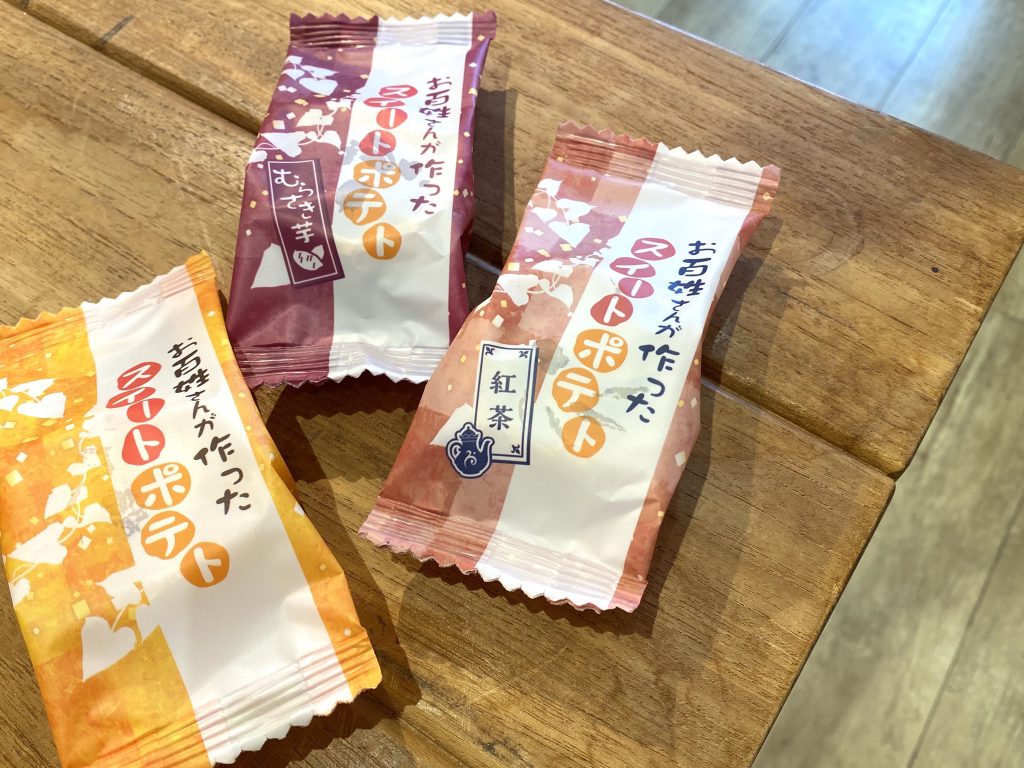 お百姓さんが作った
スイートポテト
むらさき芋
お百姓さんが作った
スイートポテト
紅茶
お百姓さんが作った
スイートポテト